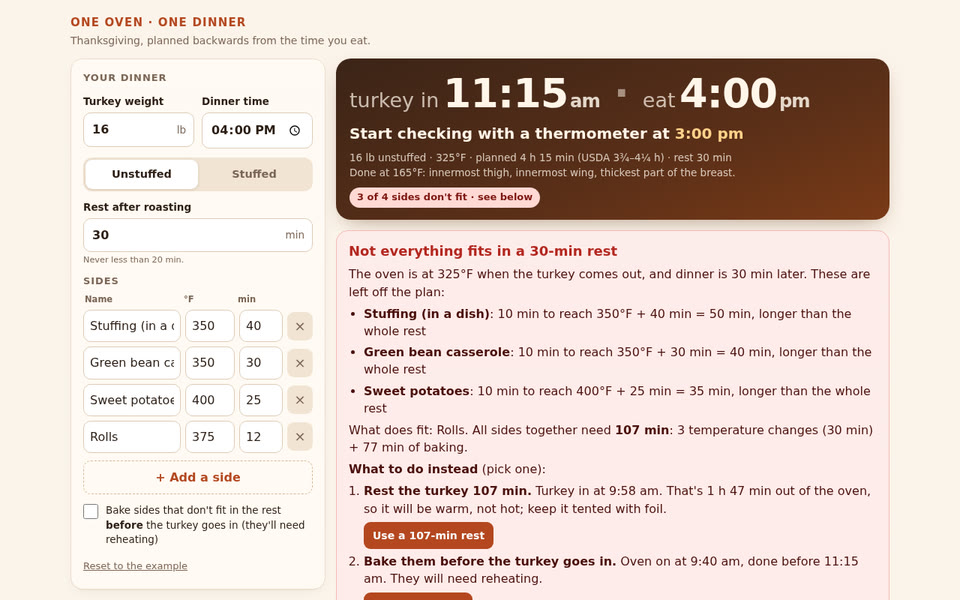 ONE OVEN · ONE DINNER
Thanksgiving, planned backwards from the time you eat.
YOUR DINNER
Turkey weight
Dinner time
16 lb
04:00 PM
Unstuffed
Stuffed
Rest after roasting
30 min
Never less than 20 min.
SIDES
Name °F min
Stuffing (in a 350 40 ×
Green bean 350 30 ×
Sweet 400 25 ×
Rolls 375 12 ×
+ Add a side
Bake sides that don't fit in the rest
before the turkey goes in (they'll need
reheating)
Reset to the example
turkey in 11:15 am · eat 4:00 pm
Start checking with a thermometer at 3:00 pm
16 lb unstuffed · 325°F · planned 4 h 15 min (USDA 3¾–4¼ h) · rest 30 min
Done at 165°F: innermost thigh, innermost wing, thickest part of the breast.
3 of 4 sides don't fit · see below
Not everything fits in a 30-min rest
The oven is at 325°F when the turkey comes out, and dinner is 30 min later. These are
left off the plan:
• Stuffing (in a dish): 10 min to reach 350°F + 40 min = 50 min, longer than the
whole rest
• Green bean casserole: 10 min to reach 350°F + 30 min = 40 min, longer than the
whole rest
• Sweet potatoes: 10 min to reach 400°F + 25 min = 35 min, longer than the whole
rest
What does fit: Rolls. All sides together need 107 min: 3 temperature changes (30 min)
+ 77 min of baking.
What to do instead (pick one):
1. Rest the turkey 107 min. Turkey in at 9:58 am. That's 1 h 47 min out of the oven,
so it will be warm, not hot; keep it tented with foil.
Use a 107-min rest
2. Bake them before the turkey goes in. Oven on at 9:40 am, done before 11:15
am. They will need reheating.